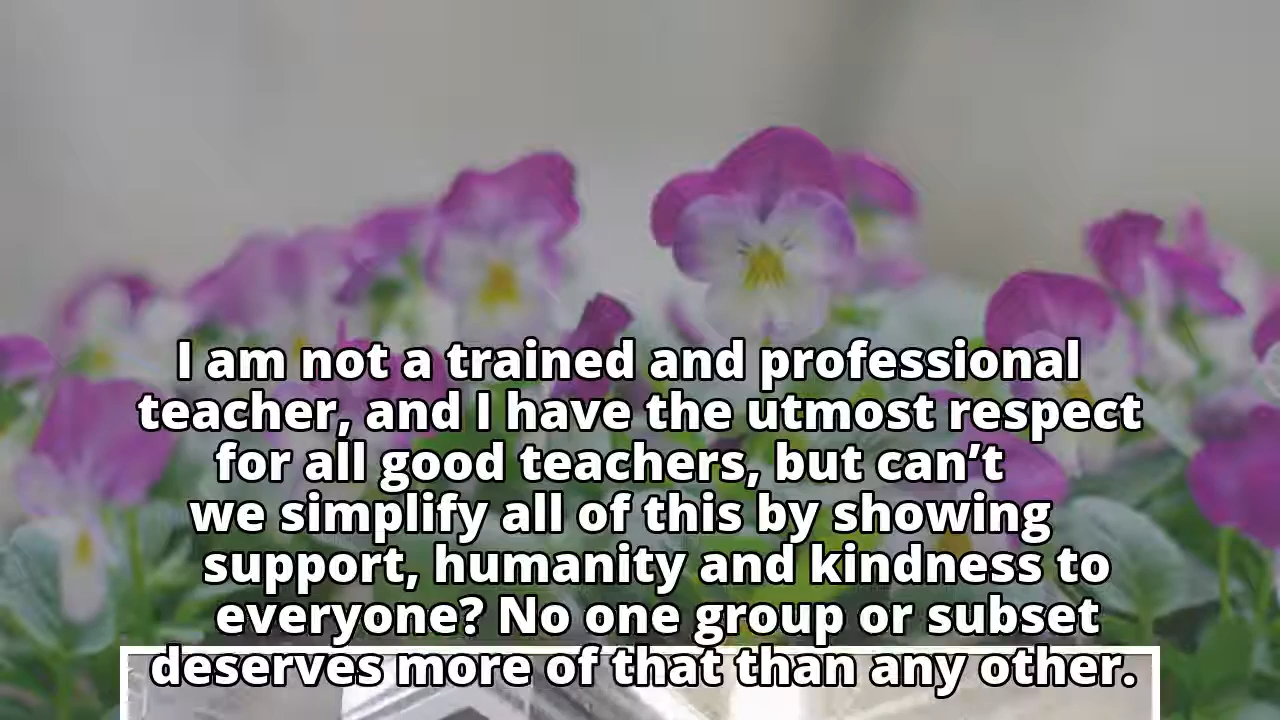 I am not a trained and professional
teacher, and I have the utmost respect
for all good teachers, but can’t
we simplify all of this by showing
support, humanity and kindness to
everyone? No one group or subset
deserves more of that than any other.